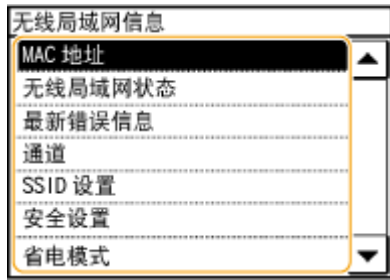 无线局域网信息
MAC 地址
无线局域网状态
最新错误信息
通道
SSID 设置
安全设置
省电模式